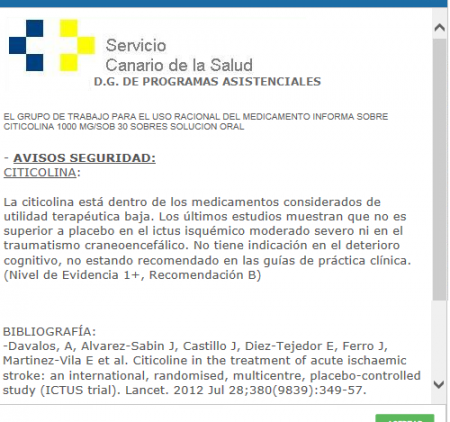 Servicio
Canario de la Salud
D.G. DE PROGRAMAS ASISTENCIALES
EL GRUPO DE TRABAJO PARA EL USO RACIONAL DEL MEDICAMENTO INFORMA SOBRE
CITICOLINA 1000 MG/SOB 30 SOBRES SOLUCION ORAL
- AVISOS SEGURIDAD:
CITICOLINA:
La citicolina está dentro de los medicamentos considerados de
utilidad terapéutica baja. Los últimos estudios muestran que no es
superior a placebo en el ictus isquémico moderado severo ni en el
traumatismo craneoencefálico. No tiene indicación en el deterioro
cognitivo, no estando recomendado en las guías de práctica clínica.
(Nivel de Evidencia 1+, Recomendación B)
BIBLIOGRAFÍA:
-Davalos, A, Alvarez-Sabin J, Castillo J, Diez-Tejedor E, Ferro J,
Martinez-Vila E et al. Citicoline in the treatment of acute ischaemic
stroke: an international, randomised, multicentre, placebo-controlled
study (ICTUS trial). Lancet. 2012 Jul 28;380(9839):349-57.